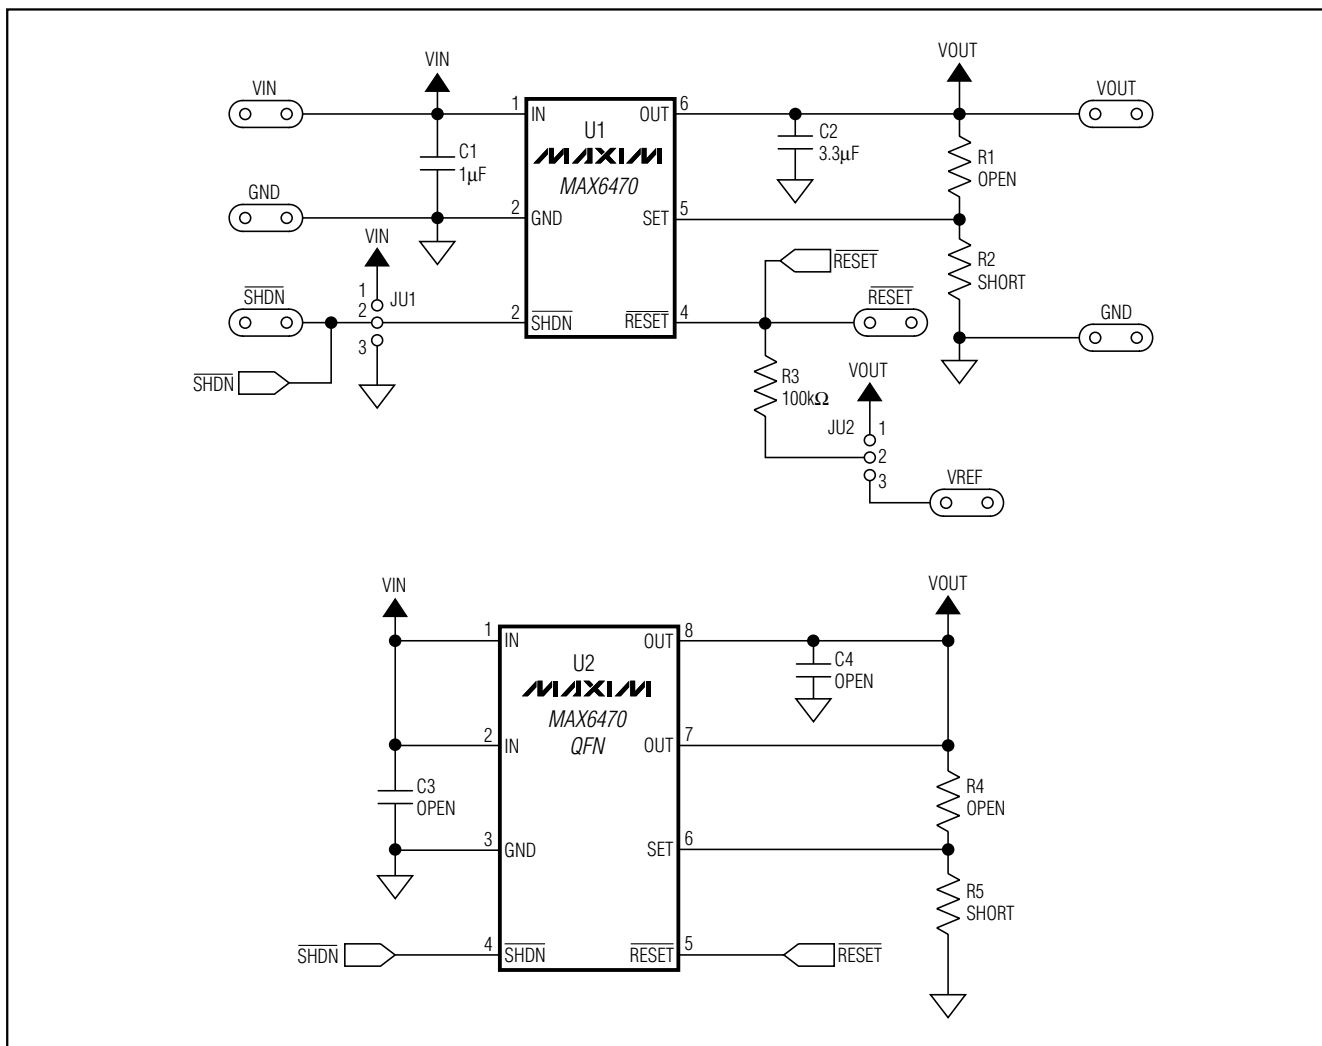 VIN
VIN
C1
1µF
GND
VIN
SHDN
1
2
3
JU1
SHDN
1
IN
2
GND
2
SHDN
U1
MAXIM
MAX6470
OUT
6
SET
5
RESET
4
C2
3.3µF
VOUT
VOUT
R1
OPEN
R2
SHORT
GND
RESET
RESET
R3
100kΩ
VOUT
JU2
1
2
3
VREF
VIN
C3
OPEN
1
IN
2
IN
3
GND
SHDN
4
SHDN
U2
MAXIM
MAX6470
QFN
OUT
8
OUT
7
SET
6
RESET
5
RESET
C4
OPEN
VOUT
R4
OPEN
R5
SHORT